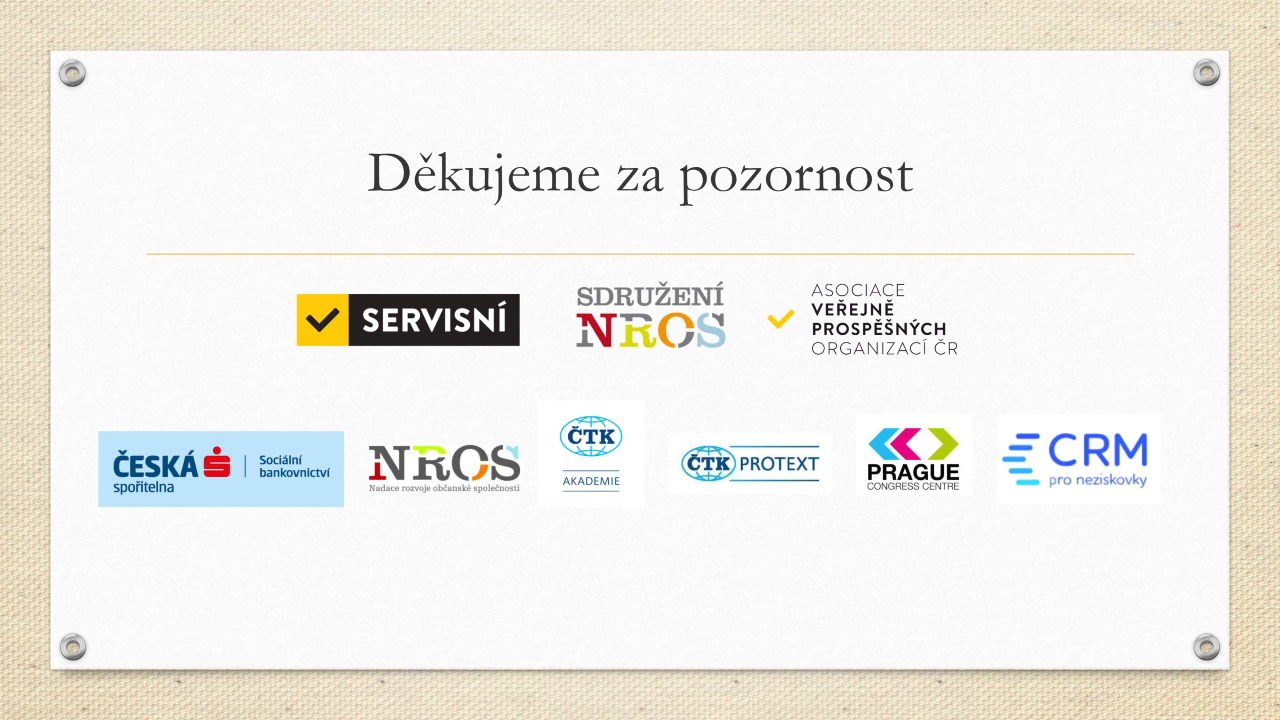 Děkujeme za pozornost
SERVISNÍ
SDRUŽENÍ
NROS
ASOCIACE
VEŘEJNĚ
PROSPĚŠNÝCH
ORGANIZACÍ ČR
ČESKÁ
spořitelna
Sociální
bankovnictví
NROS
Nadace rozvoje občanské společnosti
ČTK
AKADEMIE
ČTK PROTEXT
PRAGUE
CONGRESS CENTRE
CRM
pro neziskovky